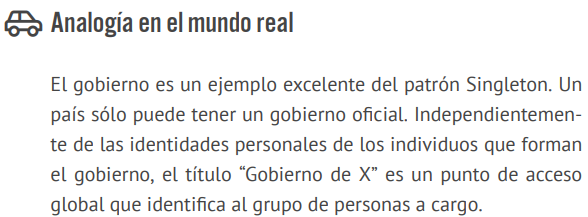 Analogía en el mundo real
El gobierno es un ejemplo excelente del patrón Singleton. Un
país sólo puede tener un gobierno oficial. Independientemen-
te de las identidades personales de los individuos que forman
el gobierno, el título “Gobierno de X” es un punto de acceso
global que identifica al grupo de personas a cargo.